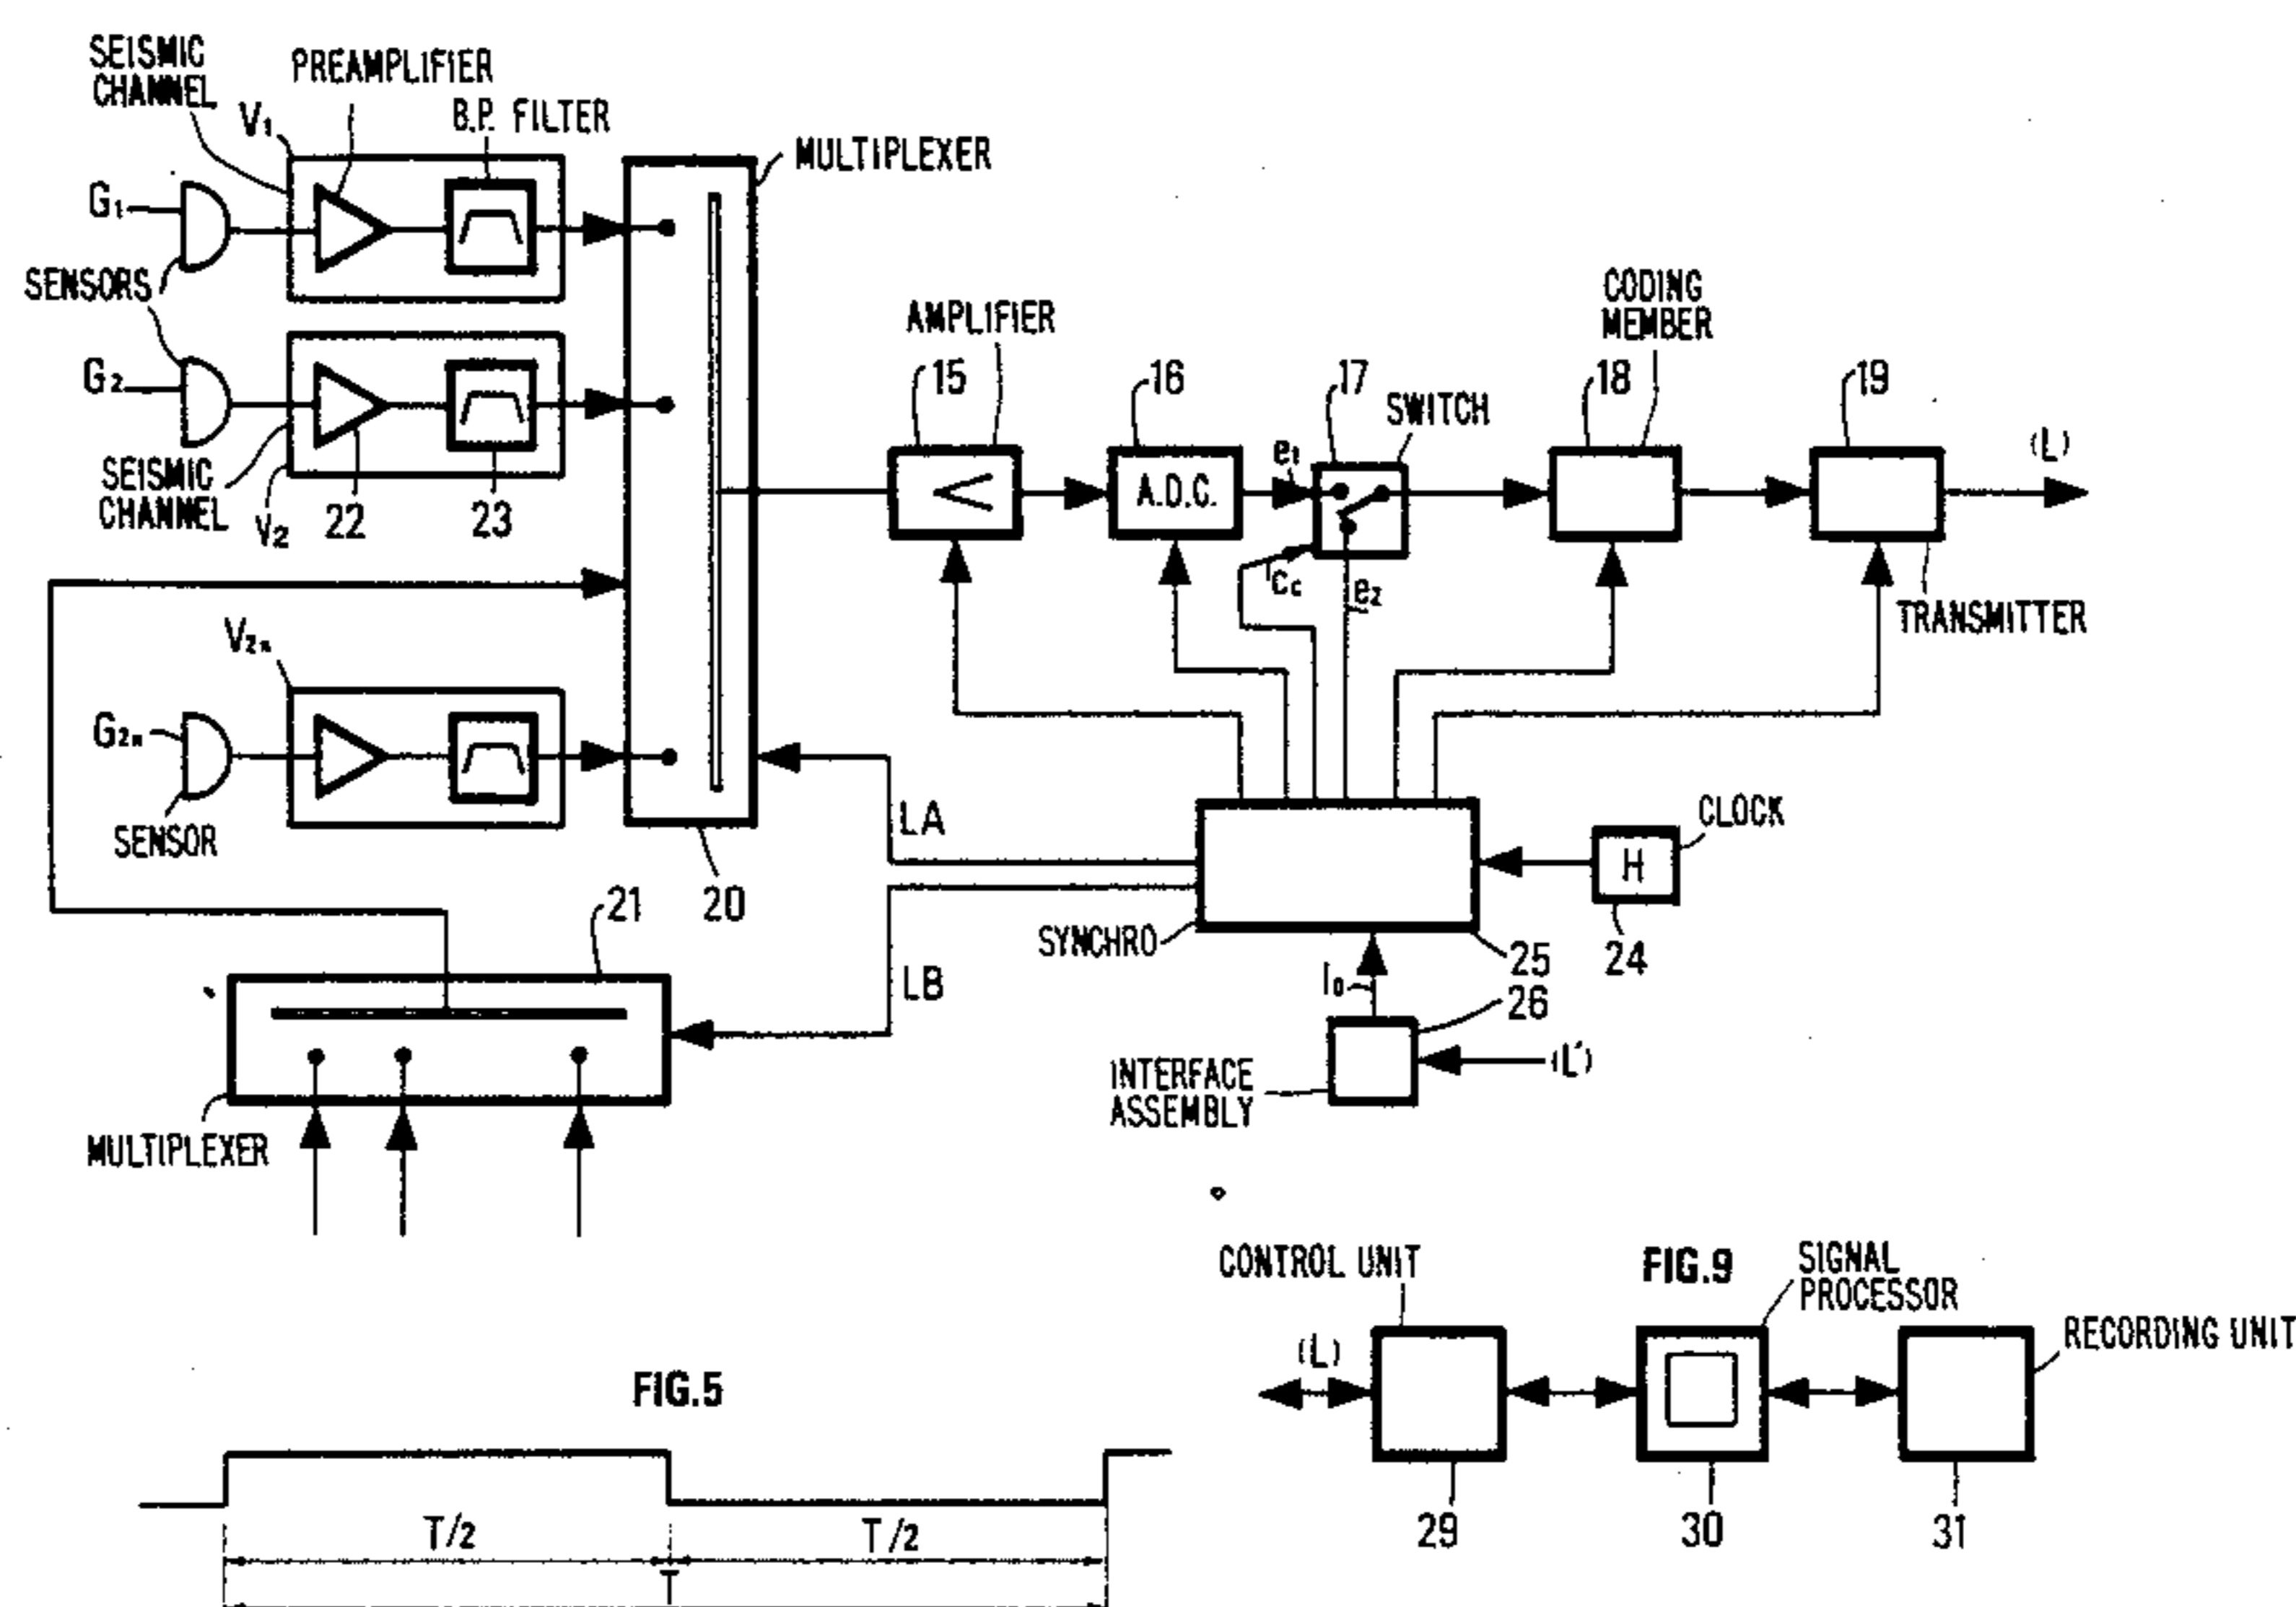 SEISMIC
CHANNEL
PREAMPLIFIER
V1
B.P. FILTER
MULTIPLEXER
G1
SENSORS
G2
SEISMIC
CHANNEL
V2
22
23
AMPLIFIER
15
16
A.D.C.
17
SWITCH
e1
Cc
e2
CODING
MEMBER
18
19
(L)
TRANSMITTER
V2n
G2n
SENSOR
LA
20
CLOCK
H
24
SYNCHRO
25
21
LB
I0
26
INTERFACE
ASSEMBLY
(L')
MULTIPLEXER
CONTROL UNIT
FIG.9
SIGNAL
PROCESSOR
RECORDING UNIT
(L)
29
30
31
FIG.5
T/2
T/2
T